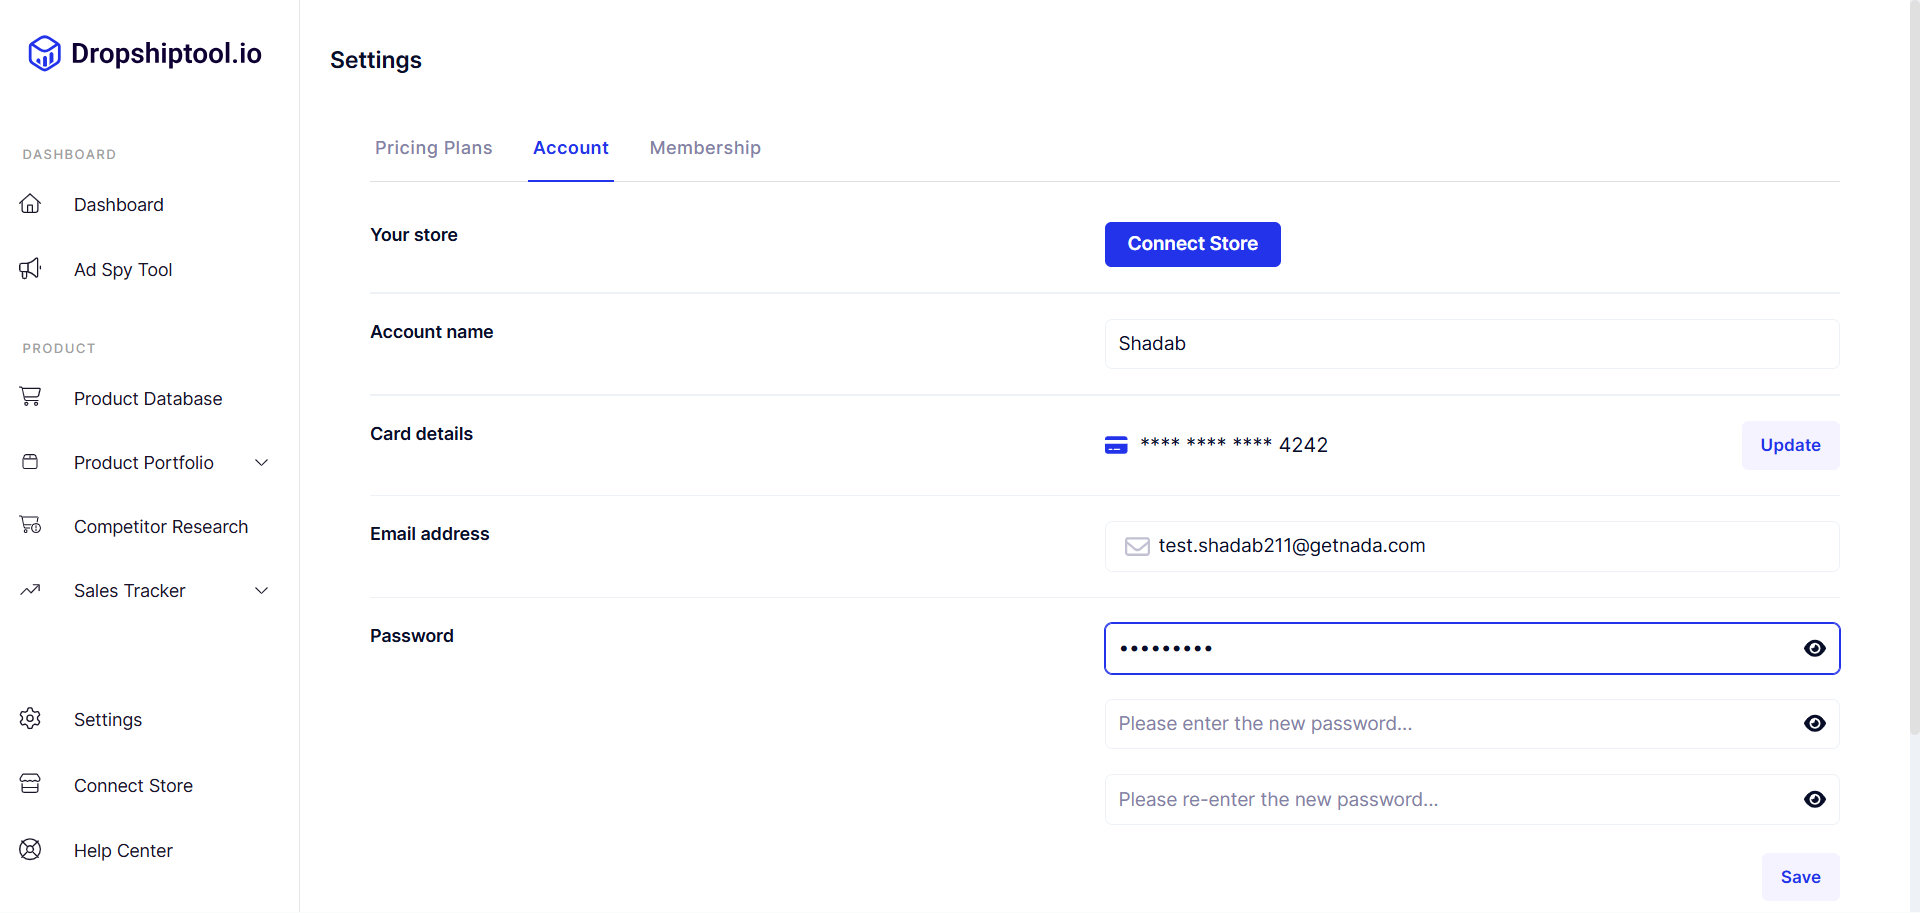 Dropshiptool.io
DASHBOARD
Dashboard
Ad Spy Tool
PRODUCT
Product Database
Product Portfolio
Competitor Research
Sales Tracker
Settings
Connect Store
Help Center
Settings
Pricing Plans Account Membership
Your store Connect Store
Account name Shadab
Card details **** **** **** 4242 Update
Email address test.shadab211@getnada.com
Password •••••••••
Please enter the new password...
Please re-enter the new password...
Save